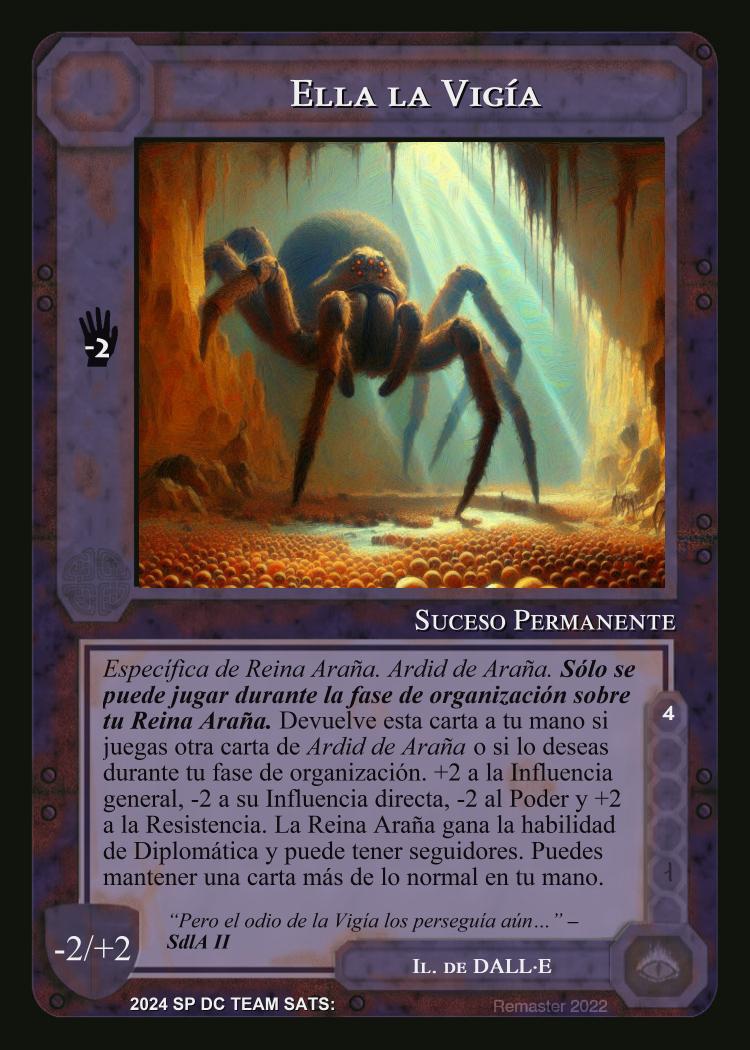 Ella la Vigía
-2
Suceso Permanente
Específica de Reina Araña. Ardid de Araña. Sólo se
puede jugar durante la fase de organización sobre
tu Reina Araña. Devuelve esta carta a tu mano si
juegas otra carta de Ardid de Araña o si lo deseas
durante tu fase de organización. +2 a la Influencia
general, -2 a su Influencia directa, -2 al Poder y +2
a la Resistencia. La Reina Araña gana la habilidad
de Diplomática y puede tener seguidores. Puedes
mantener una carta más de lo normal en tu mano.
4
“Pero el odio de la Vigía los perseguía aún…” –
SdlA II
-2/+2
Il. de DALL·E
2024 SP DC TEAM SATS:
Remaster 2022